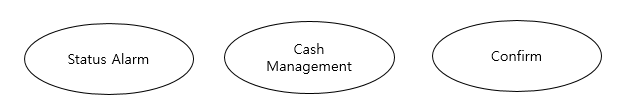 Status Alarm
Cash
Management
Confirm